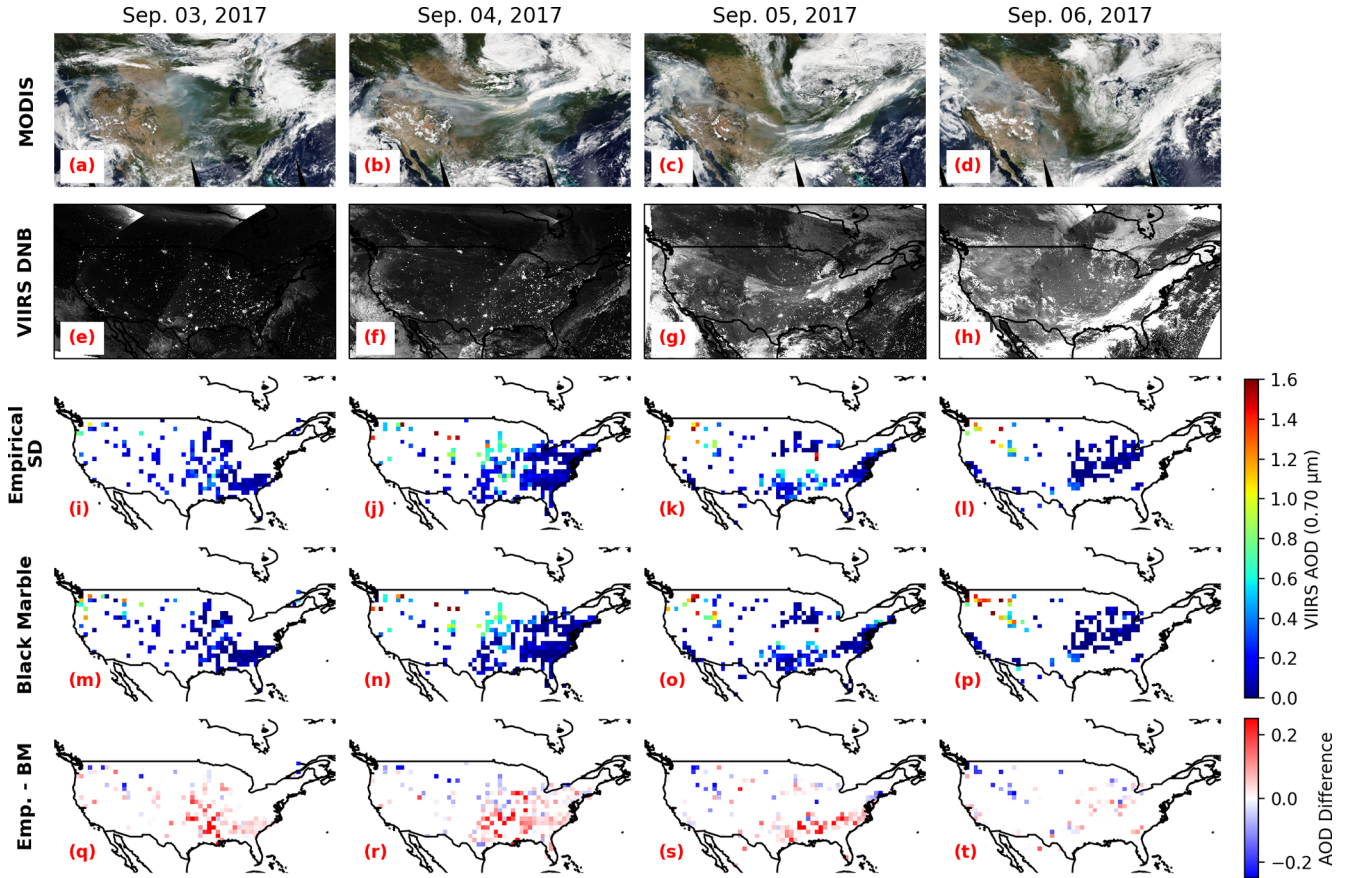 Sep. 03, 2017
Sep. 04, 2017
Sep. 05, 2017
Sep. 06, 2017
MODIS
(a)
(b)
(c)
(d)
VIIRS DNB
(e)
(f)
(g)
(h)
Empirical
SD
(i)
(j)
(k)
(l)
Black Marble
(m)
(n)
(o)
(p)
Emp. - BM
(q)
(r)
(s)
(t)
1.6
1.4
1.2
1.0
0.8
0.6
0.4
0.2
0.0
VIIRS AOD (0.70 μm)
0.2
0.0
−0.2
AOD Difference